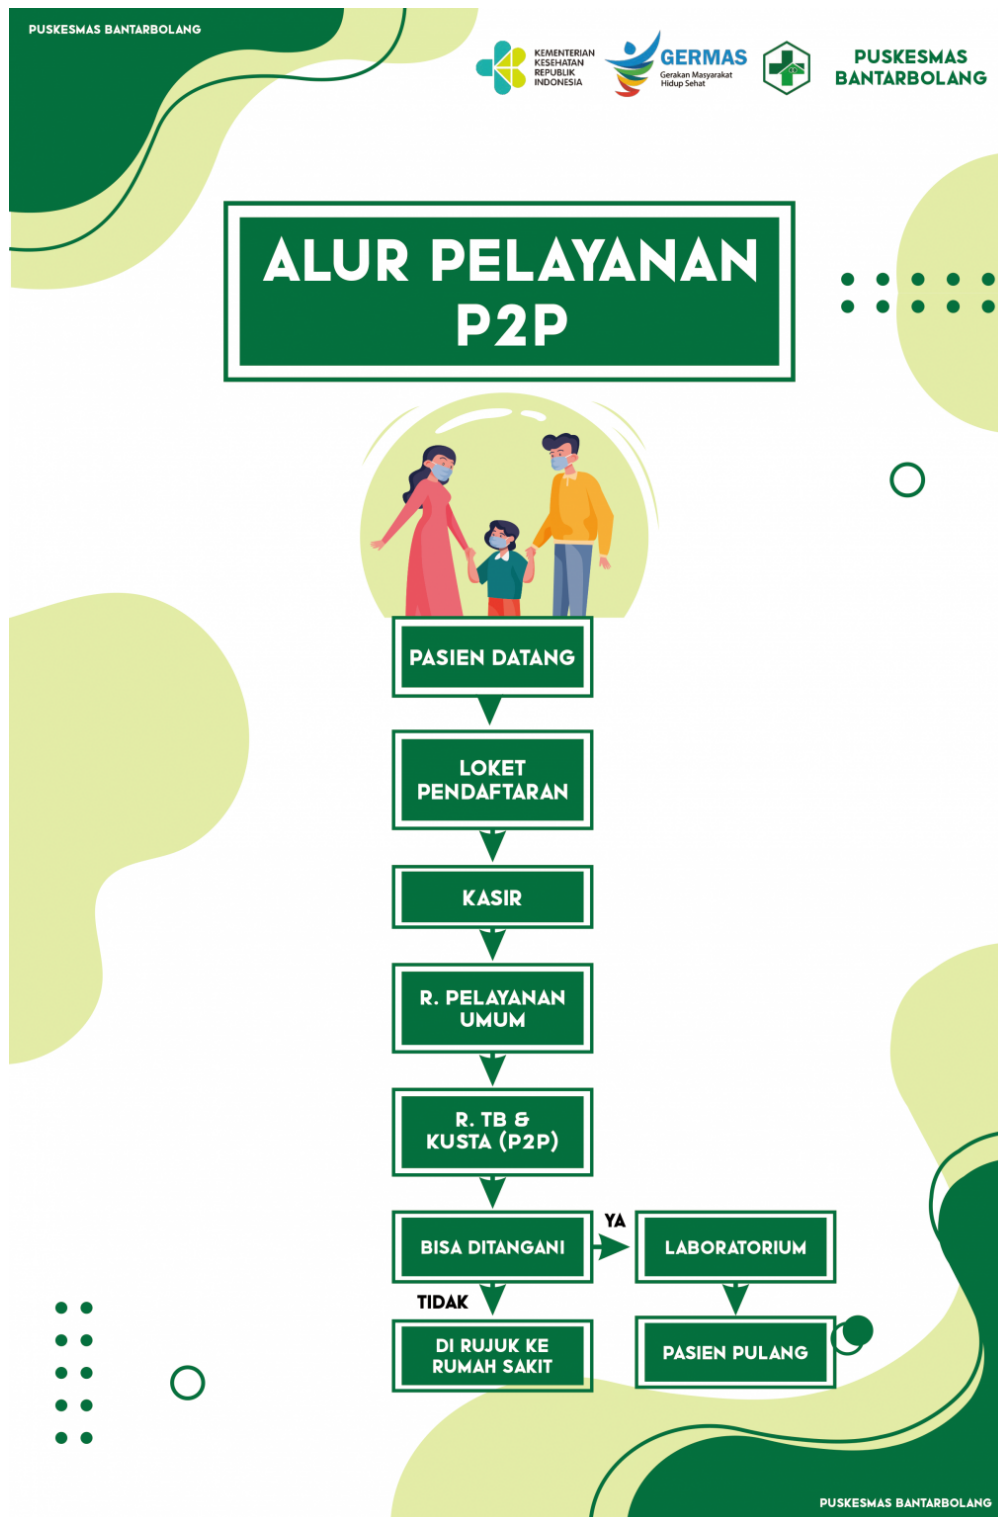 PUSKESMAS BANTARBOLANG
KEMENTERIAN
KESEHATAN
REPUBLIK
INDONESIA
GERMAS
Gerakan Masyarakat
Hidup Sehat
PUSKESMAS
BANTARBOLANG
ALUR PELAYANAN
P2P
PASIEN DATANG
LOKET
PENDAFTARAN
KASIR
R. PELAYANAN
UMUM
R. TB &
KUSTA (P2P)
BISA DITANGANI
YA
LABORATORIUM
TIDAK
DI RUJUK KE
RUMAH SAKIT
PASIEN PULANG
PUSKESMAS BANTARBOLANG